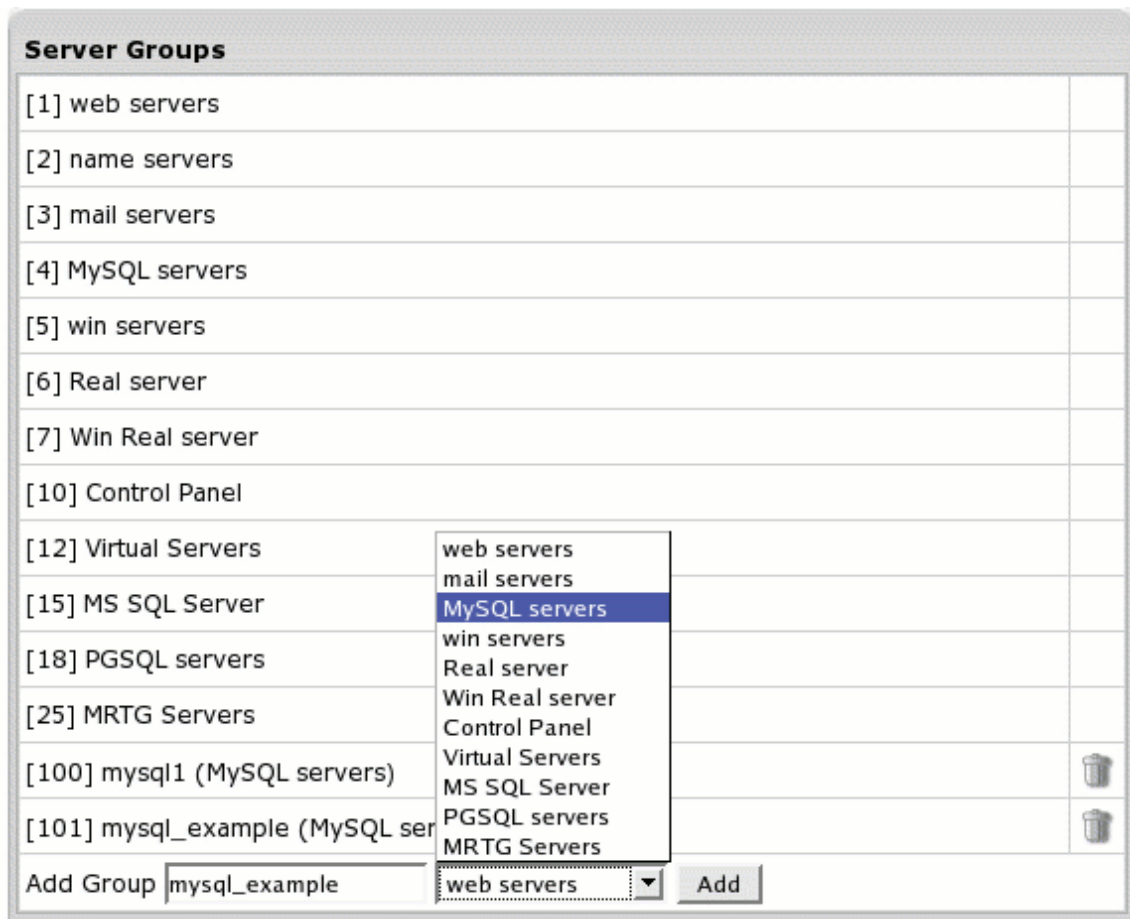 Server Groups
[1] web servers
[2] name servers
[3] mail servers
[4] MySQL servers
[5] win servers
[6] Real server
[7] Win Real server
[10] Control Panel
[12] Virtual Servers
[15] MS SQL Server
[18] PGSQL servers
[25] MRTG Servers
[100] mysql1 (MySQL servers)
[101] mysql_example (MySQL ser
web servers
mail servers
MySQL servers
win servers
Real server
Win Real server
Control Panel
Virtual Servers
MS SQL Server
PGSQL servers
MRTG Servers
Add Group mysql_example web servers Add